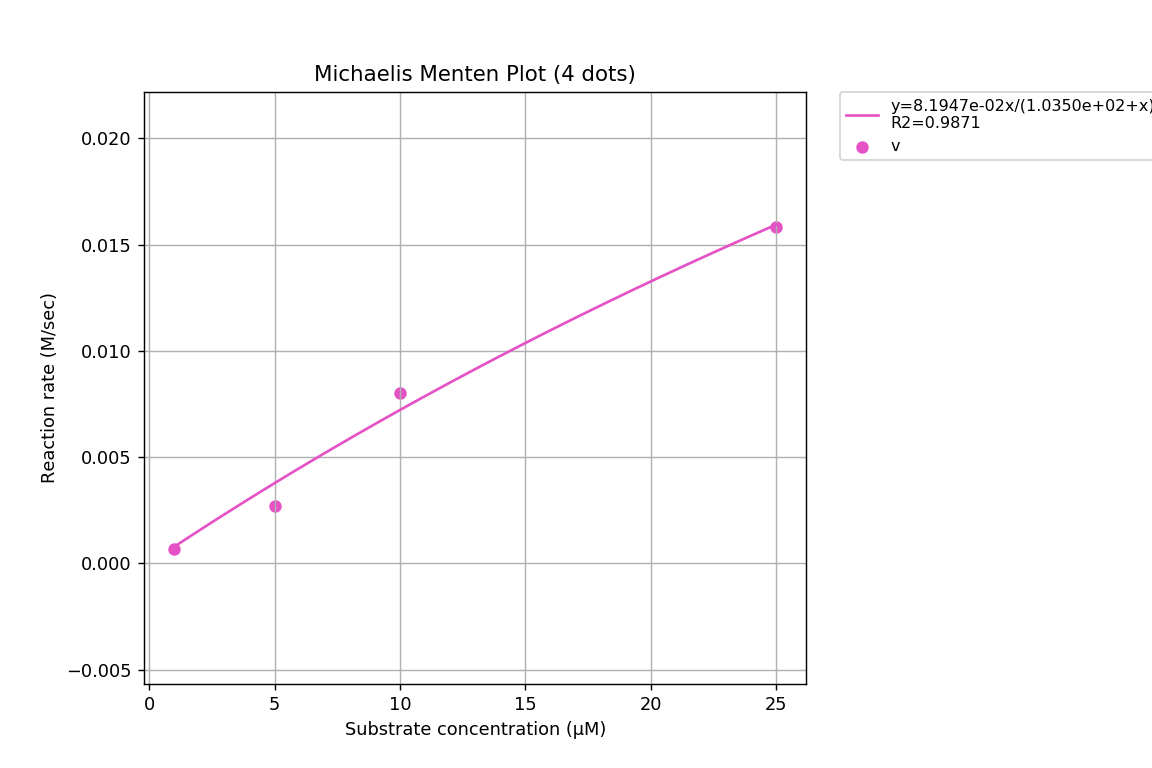 Michaelis Menten Plot (4 dots)
y=8.1947e-02x/(1.0350e+02+x)
R2=0.9871
v
0.020
0.015
0.010
0.005
0.000
−0.005
Reaction rate (M/sec)
0 5 10 15 20 25
Substrate concentration (μM)